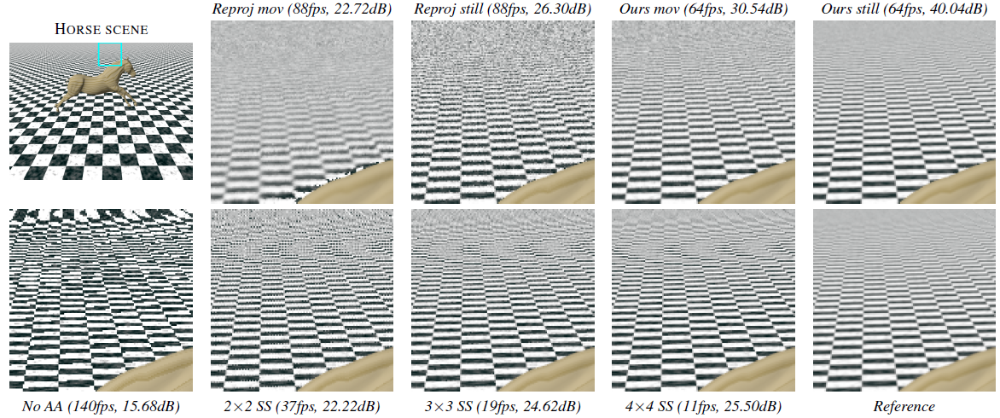 Reproj mov (88fps, 22.72dB)
Reproj still (88fps, 26.30dB)
Ours mov (64fps, 30.54dB)
Ours still (64fps, 40.04dB)
HORSE SCENE
No AA (140fps, 15.68dB)
2×2 SS (37fps, 22.22dB)
3×3 SS (19fps, 24.62dB)
4×4 SS (11fps, 25.50dB)
Reference